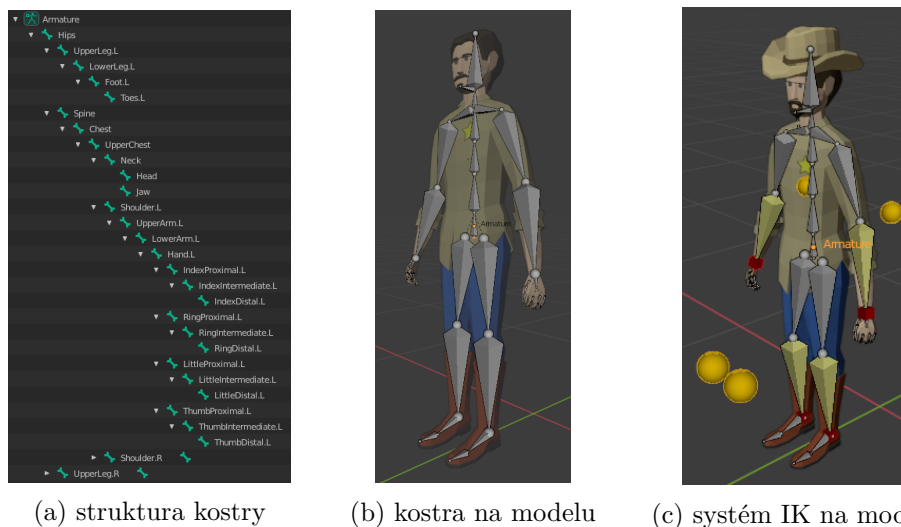 Armature
Hips
UpperLeg.L
LowerLeg.L
Foot.L
Toes.L
Spine
Chest
UpperChest
Neck
Head
Jaw
Shoulder.L
UpperArm.L
LowerArm.L
Hand.L
IndexProximal.L
IndexIntermediate.L
IndexDistal.L
RingProximal.L
RingIntermediate.L
RingDistal.L
LittleProximal.L
LittleIntermediate.L
LittleDistal.L
ThumbProximal.L
ThumbIntermediate.L
ThumbDistal.L
Shoulder.R
UpperLeg.R
Armature
Armature
(a) struktura kostry
(b) kostra na modelu
(c) systém IK na mod